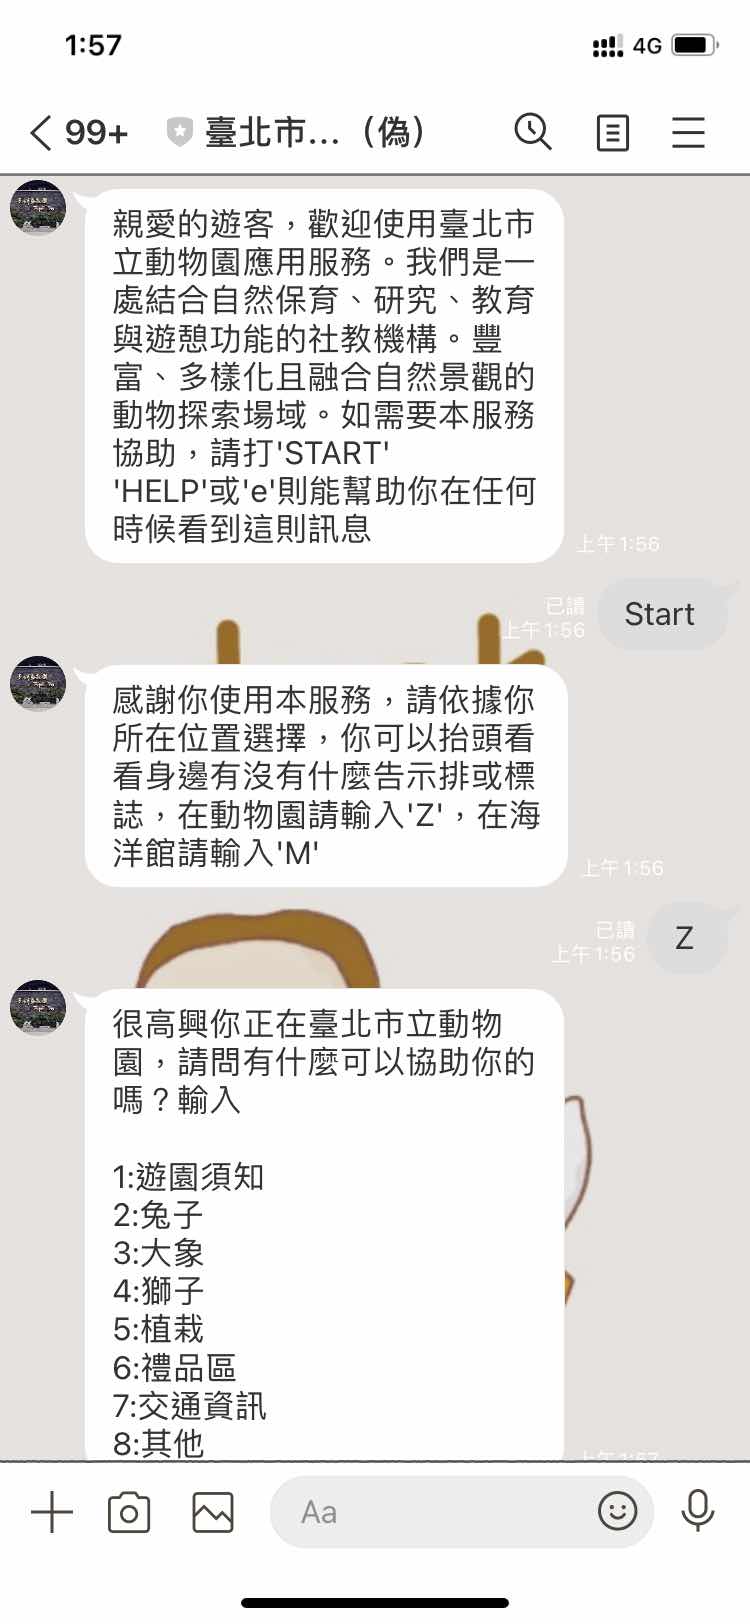 1:57
4G
99+
臺北市...（偽）
親愛的遊客，歡迎使用臺北市
立動物園應用服務。我們是一
處結合自然保育、研究、教育
與遊憩功能的社教機構。豐
富、多樣化且融合自然景觀的
動物探索場域。如需要本服務
協助，請打'START'
'HELP'或'e'則能幫助你在任何
時候看到這則訊息
上午1:56
已讀
上午1:56
Start
感謝你使用本服務，請依據你
所在位置選擇，你可以抬頭看
看身邊有沒有什麼告示排或標
誌，在動物園請輸入'Z'，在海
洋館請輸入'M'
上午1:56
已讀
上午1:56
Z
很高興你正在臺北市立動物
園，請問有什麼可以協助你的
嗎？輸入
1:遊園須知
2:兔子
3:大象
4:獅子
5:植栽
6:禮品區
7:交通資訊
8:其他
上午1:57
Aa